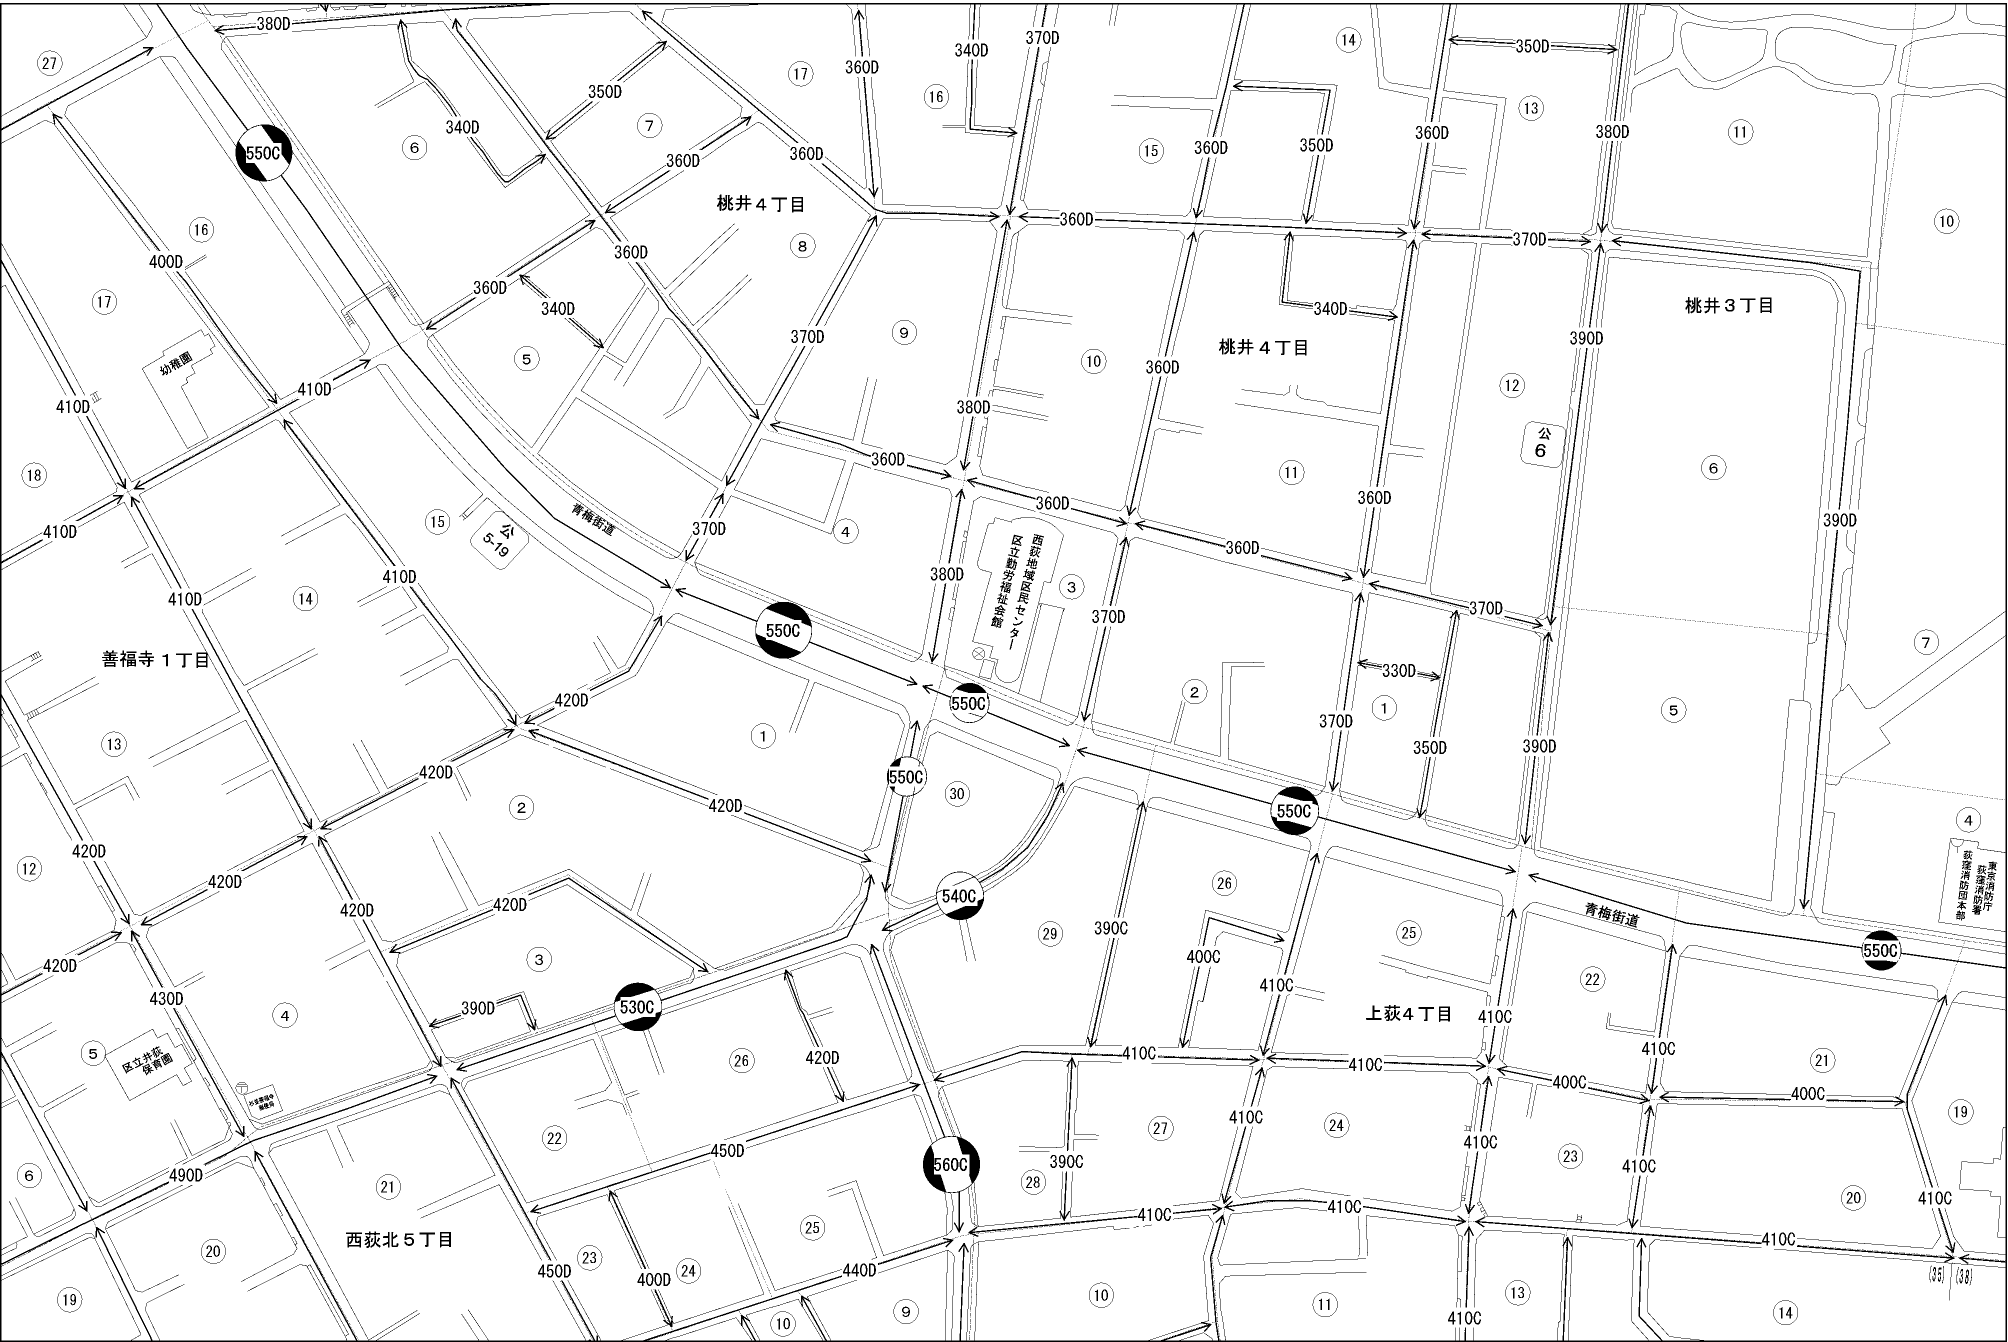 380D
27
550C
6
340D
350D
7
360D
17
360D
16
340D
370D
14
350D
360D
13
380D
11
10
360D
桃井4丁目
8
360D
15
360D
350D
360D
370D
16
400D
17
幼稚園
410D
410D
360D
340D
5
370D
9
10
380D
360D
桃井4丁目
340D
11
12
390D
公
6
桃井3丁目
6
390D
360D
18
410D
15
公
5-19
青梅街道
370D
4
360D
360D
360D
360D
370D
410D
14
410D
善福寺1丁目
13
420D
550C
380D
西荻地域区民センター
区立勤労福祉会館
3
370D
550C
2
370D
330D
1
350D
390D
5
7
4
東京消防庁
荻窪消防署
荻窪消防団本部
420D
12
420D
420D
2
1
420D
550C
30
540C
550C
青梅街道
550C
420D
430D
420D
420D
3
390D
530C
29
390C
26
400C
410C
25
上荻4丁目
410C
22
410C
21
5
区立井荻
保育園
4
26
420D
410C
410C
400C
400C
19
6
490D
21
22
450D
560C
28
390C
27
410C
24
410C
23
410C
20
410C
西荻北5丁目
20
19
450D
23
400D
24
25
440D
10
9
410C
410C
410C
10
11
410C
13
14
(35)
(38)